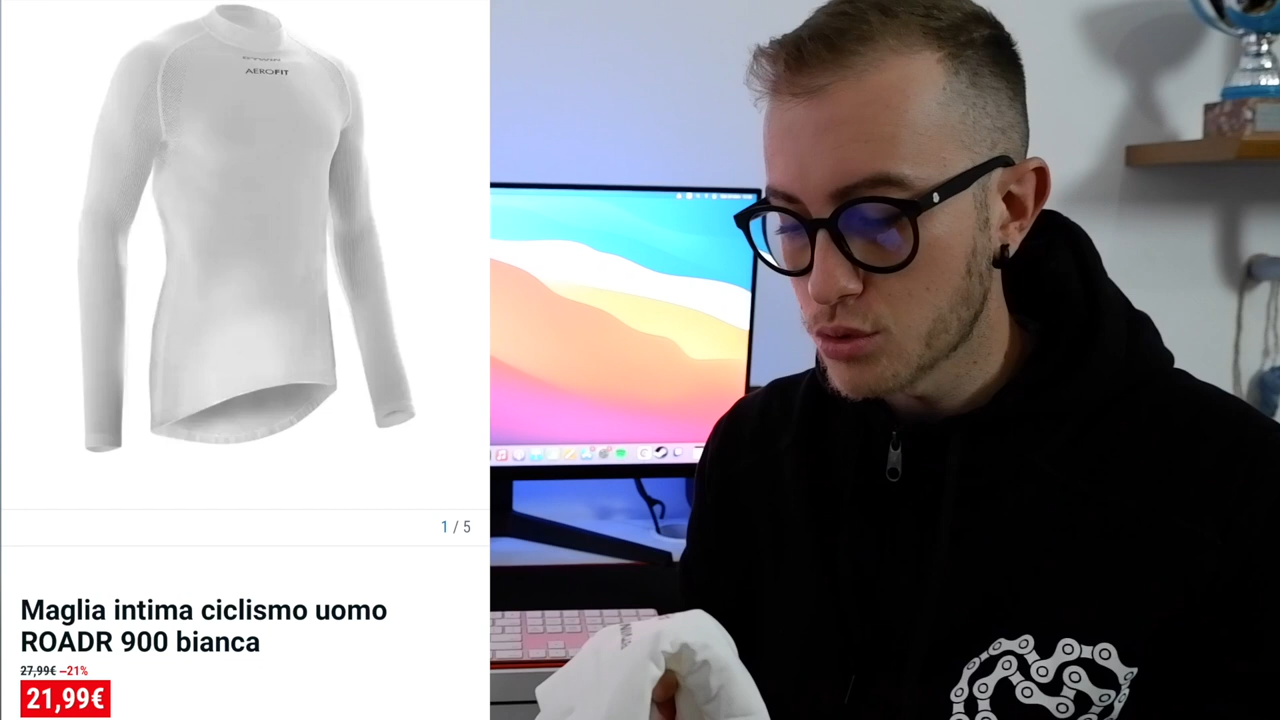 AEROFIT
1 / 5
Maglia intima ciclismo uomo
ROADR 900 bianca
27,99€ –21%
21,99€